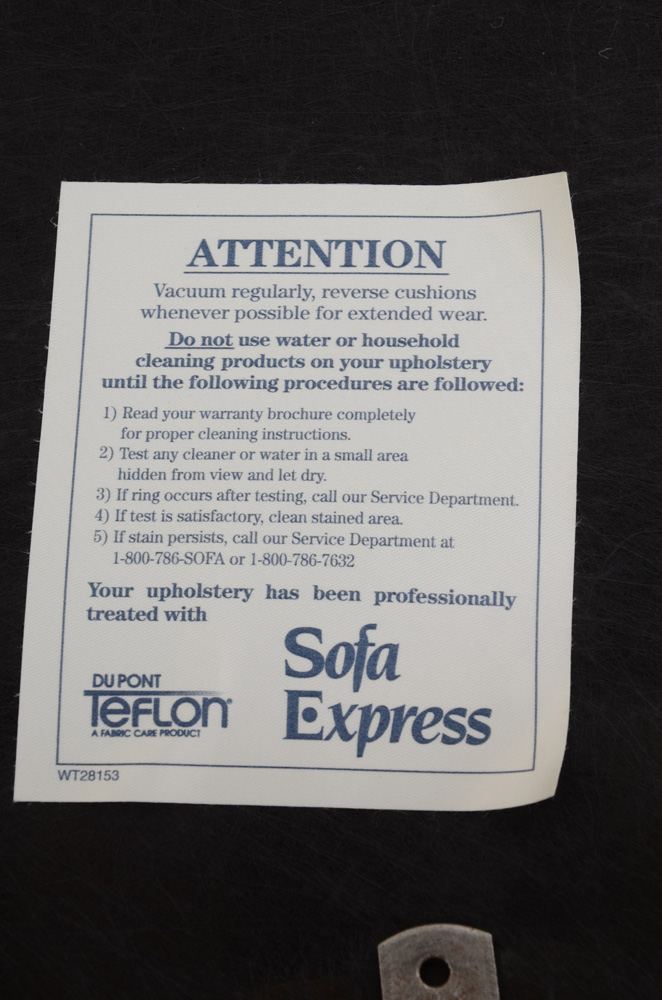 ATTENTION
Vacuum regularly, reverse cushions
whenever possible for extended wear.
Do not use water or household
cleaning products on your upholstery
until the following procedures are followed:
1) Read your warranty brochure completely
for proper cleaning instructions.
2) Test any cleaner or water in a small area
hidden from view and let dry.
3) If ring occurs after testing, call our Service Department.
4) If test is satisfactory, clean stained area.
5) If stain persists, call our Service Department at
1-800-786-SOFA or 1-800-786-7632
Your upholstery has been professionally
treated with
Sofa
Express
DU PONT
TEFLON®
A FABRIC CARE PRODUCT
WT28153